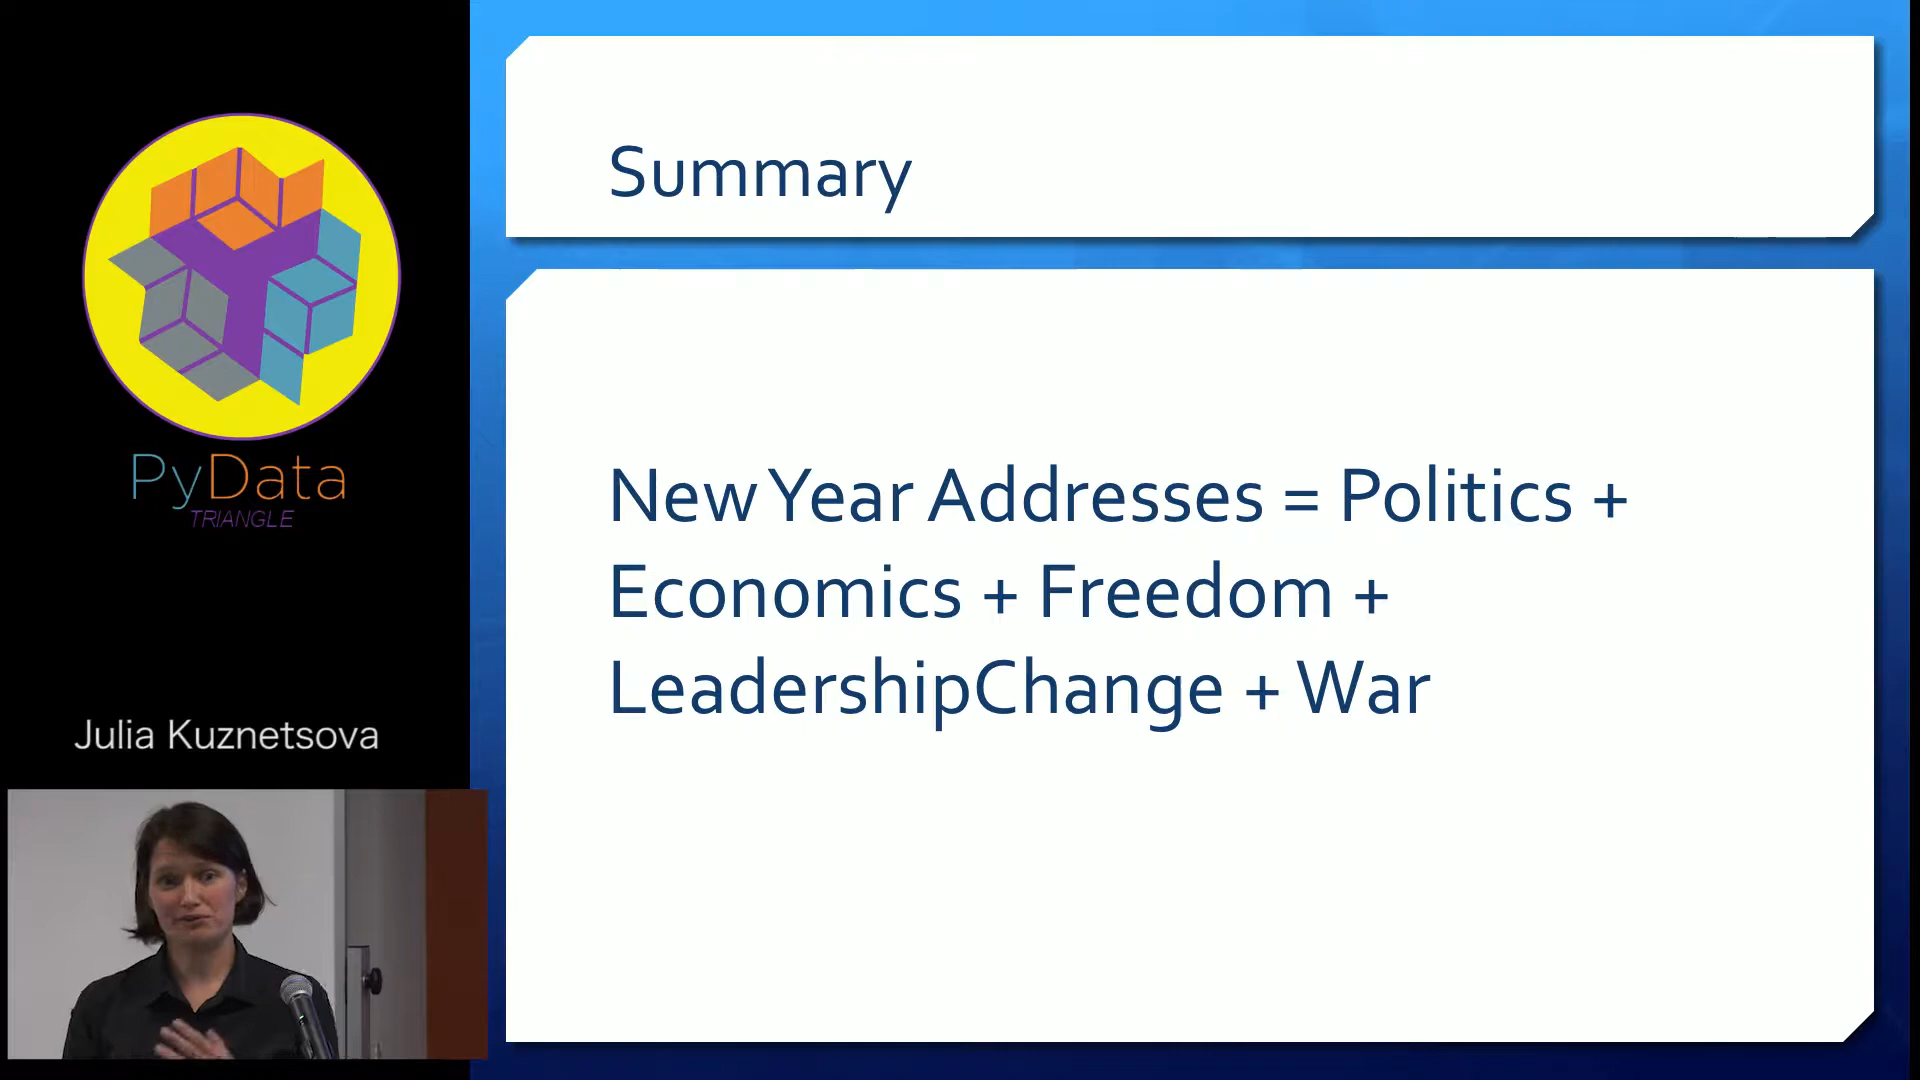 PyData
TRIANGLE
Julia Kuznetsova
Summary
New Year Addresses = Politics +
Economics + Freedom +
LeadershipChange + War